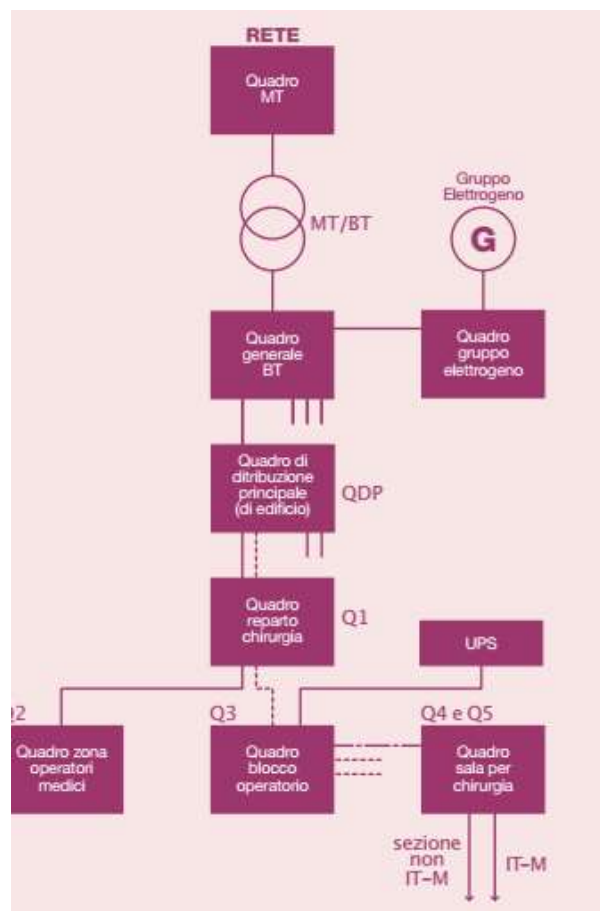 RETE
Quadro
MT
MT/BT
Gruppo
Elettrogeno
G
Quadro
generale
BT
Quadro
gruppo
elettrogeno
Quadro di
ditribuzione
principale
(di edificio)
QDP
Quadro
reparto
chirurgia
Q1
UPS
Q2
Q3
Q4 e Q5
Quadro zona
operatori
medici
Quadro
blocco
operatorio
Quadro
sala per
chirurgia
sezione
non
IT-M
IT-M